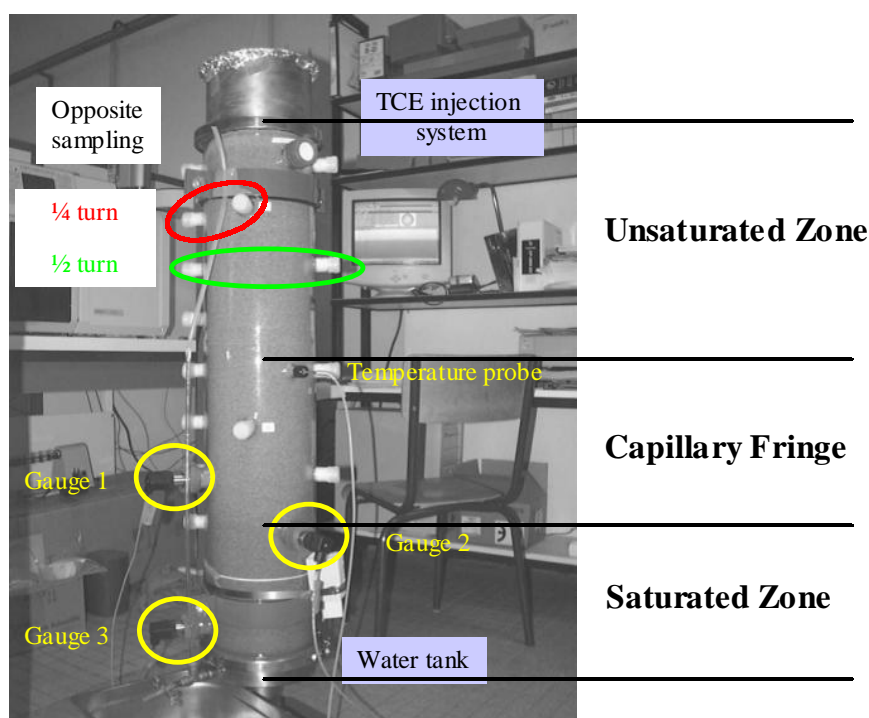 Opposite
sampling
TCE injection
system
¼ turn
½ turn
Unsaturated Zone
Temperature probe
Capillary Fringe
Gauge 1
Gauge 2
Saturated Zone
Gauge 3
Water tank